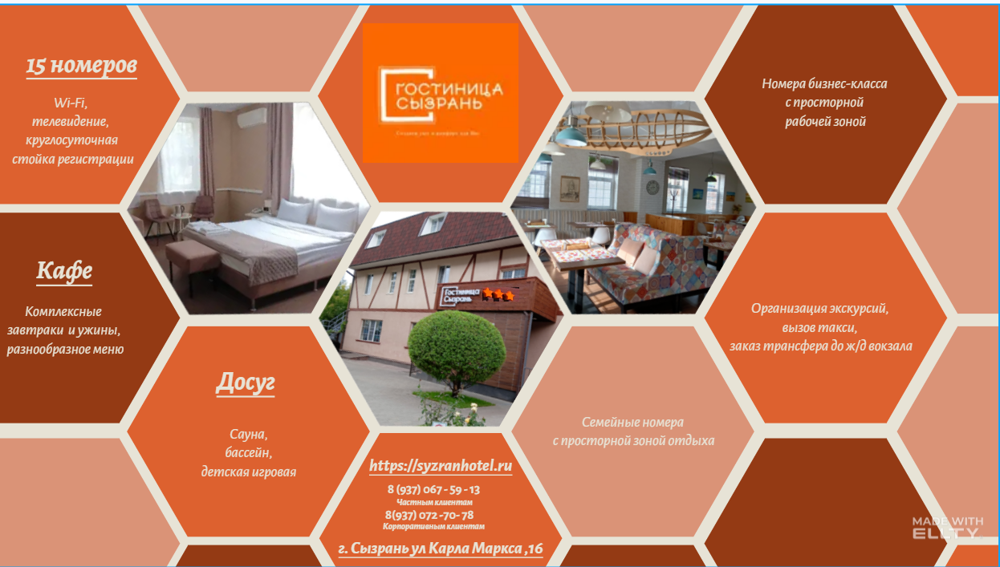 15 номеров
Wi-Fi,
телевидение,
круглосуточная
стойка регистрации
ГОСТИНИЦА
СЫЗРАНЬ
Номера бизнес-класса
с просторной
рабочей зоной
Кафе
Комплексные
завтраки и ужины,
разнообразное меню
Гостиница
Сызрань
Организация экскурсий,
вызов такси,
заказ трансфера до ж/д вокзала
Досуг
Сауна,
бассейн,
детская игровая
Семейные номера
с просторной зоной отдыха
https://syzranhotel.ru
8 (937) 067 - 59 - 13
Частным клиентам
8(937) 072 -70- 78
Корпоративным клиентам
г. Сызрань ул Карла Маркса ,16
MADE WITH
ELLTY